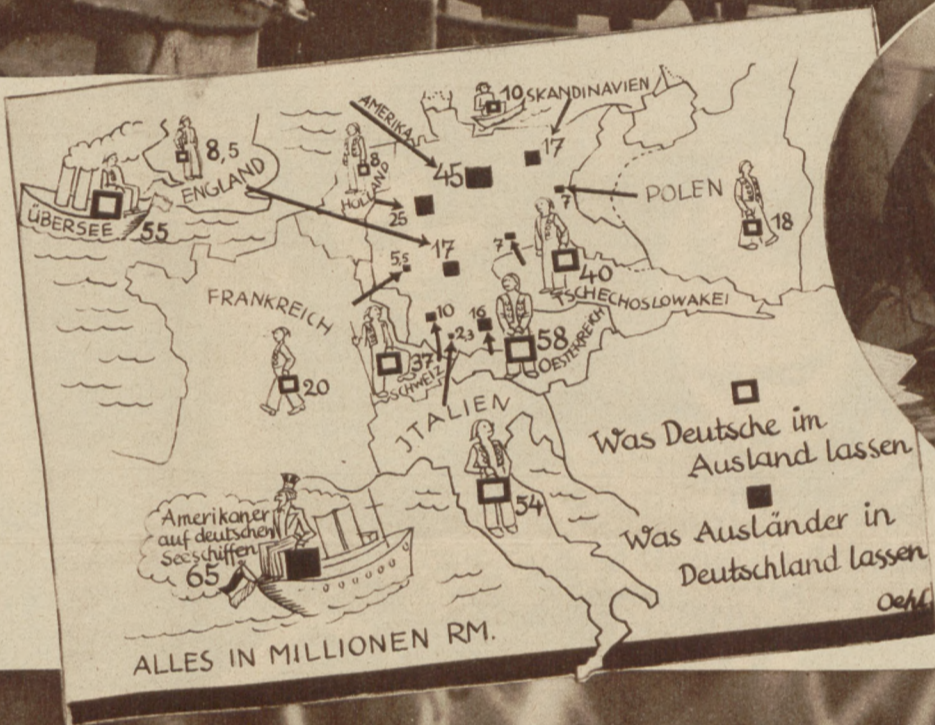 10 SKANDINAVIEN
AMERIKA
8,5
ENGLAND
8
HOLLAND
25
45
17
7
POLEN
18
ÜBERSEE
55
17
5,5
7
40
TSCHECHOSLOWAKEI
FRANKREICH
20
10
2,3
16
37
SCHWEIZ
58
OESTERREICH
ITALIEN
54
Was Deutsche im
Ausland lassen
Was Ausländer in
Deutschland lassen
Amerikaner
auf deutschen
Seeschiffen
65
ALLES IN MILLIONEN RM.